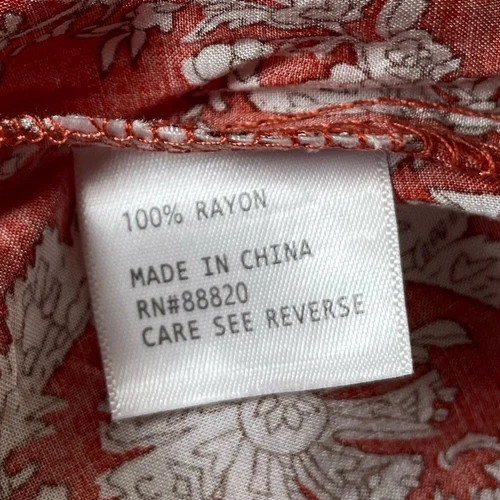 100% RAYON
MADE IN CHINA
RN#88820
CARE SEE REVERSE